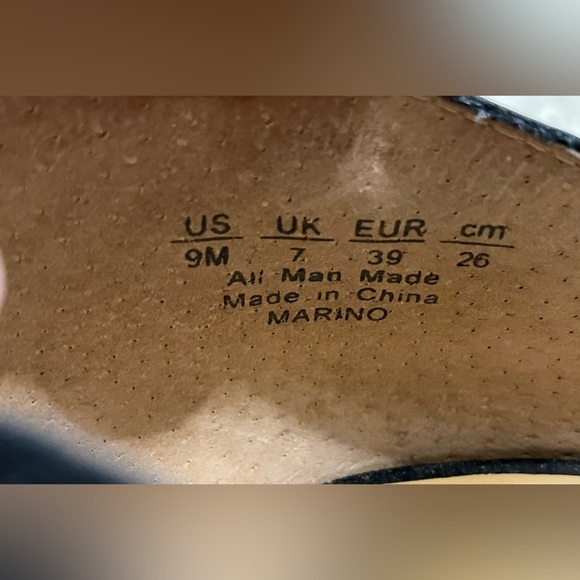 US UK EUR cm
9M 7 39 26
All Man Made
Made in China
MARINO